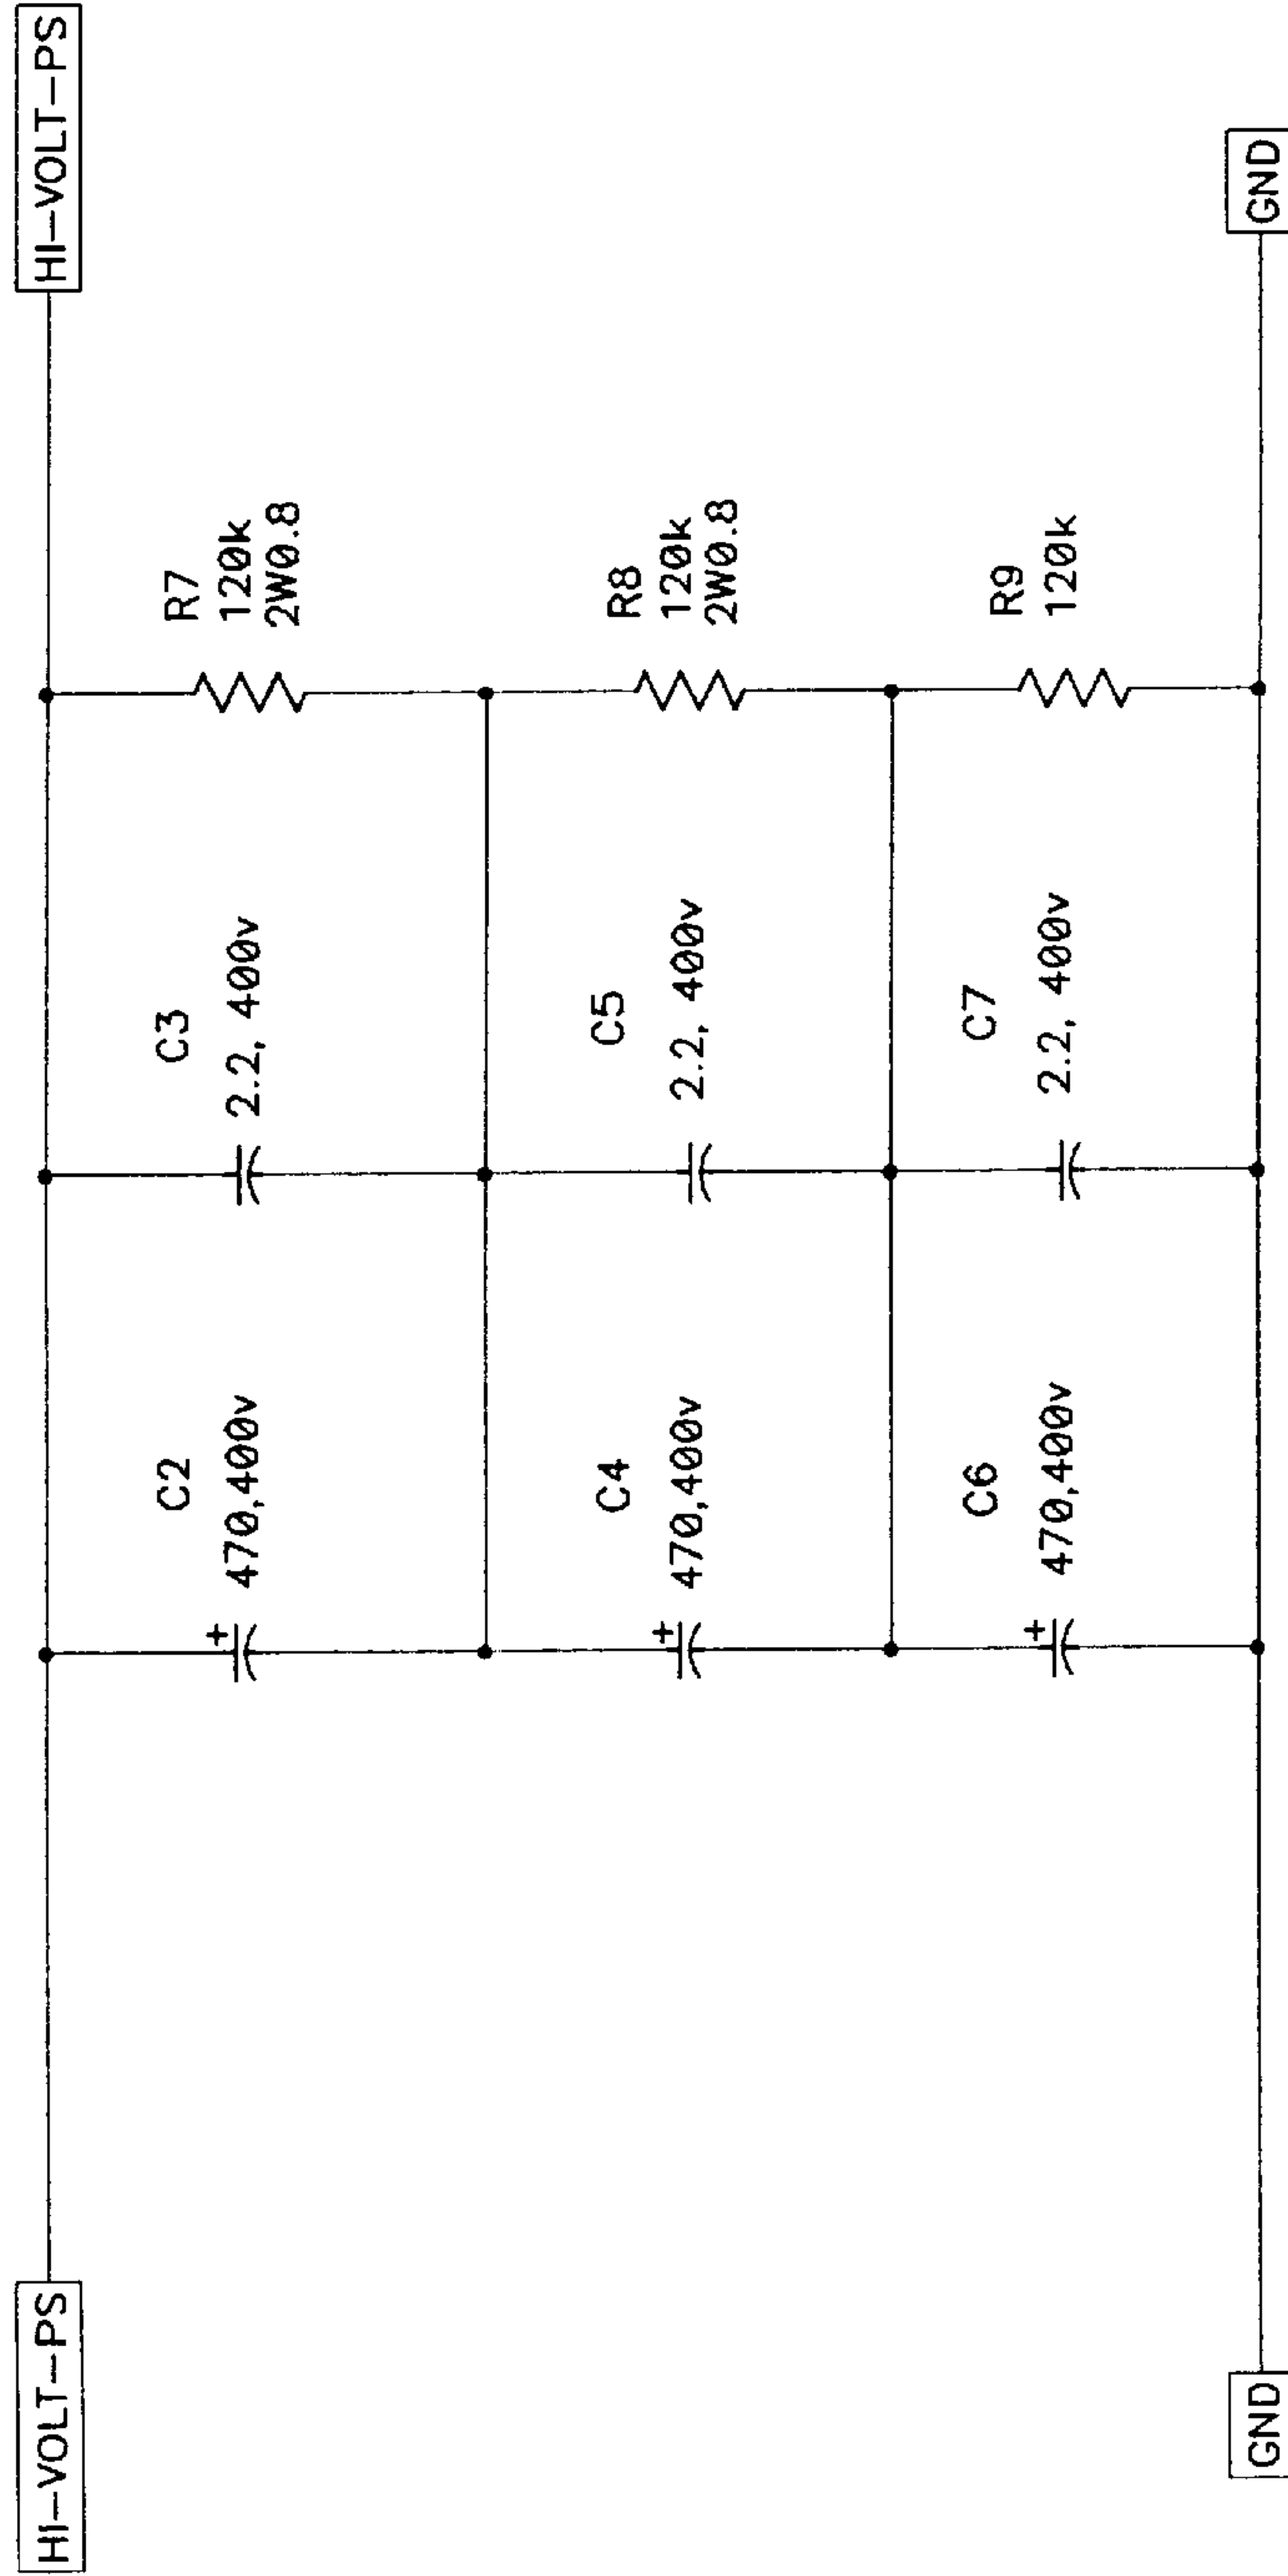 HI-VOLT-PS
HI-VOLT-PS
C2
470,400v
C3
2.2, 400v
R7
120k
2W0.8
C4
470,400v
C5
2.2, 400v
R8
120k
2W0.8
C6
470,400v
C7
2.2, 400v
R9
120k
GND
GND